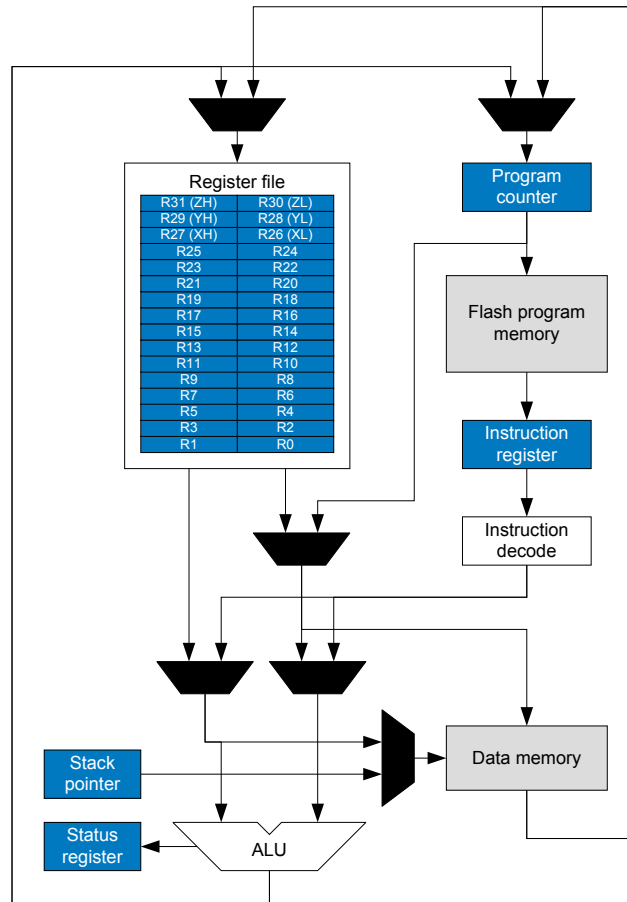 Register file
R31 (ZH) R30 (ZL)
R29 (YH) R28 (YL)
R27 (XH) R26 (XL)
R25 R24
R23 R22
R21 R20
R19 R18
R17 R16
R15 R14
R13 R12
R11 R10
R9 R8
R7 R6
R5 R4
R3 R2
R1 R0
Program
counter
Flash program
memory
Instruction
register
Instruction
decode
Stack
pointer
Data memory
Status
register
ALU